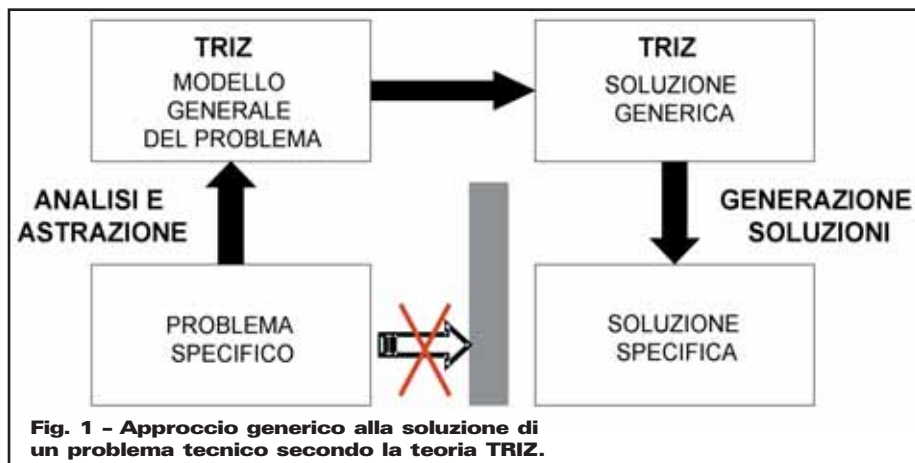 TRIZ
MODELLO
GENERALE
DEL PROBLEMA
TRIZ
SOLUZIONE
GENERICA
ANALISI E
ASTRAZIONE
GENERAZIONE
SOLUZIONI
PROBLEMA
SPECIFICO
SOLUZIONE
SPECIFICA
Fig. 1 – Approccio generico alla soluzione di
un problema tecnico secondo la teoria TRIZ.